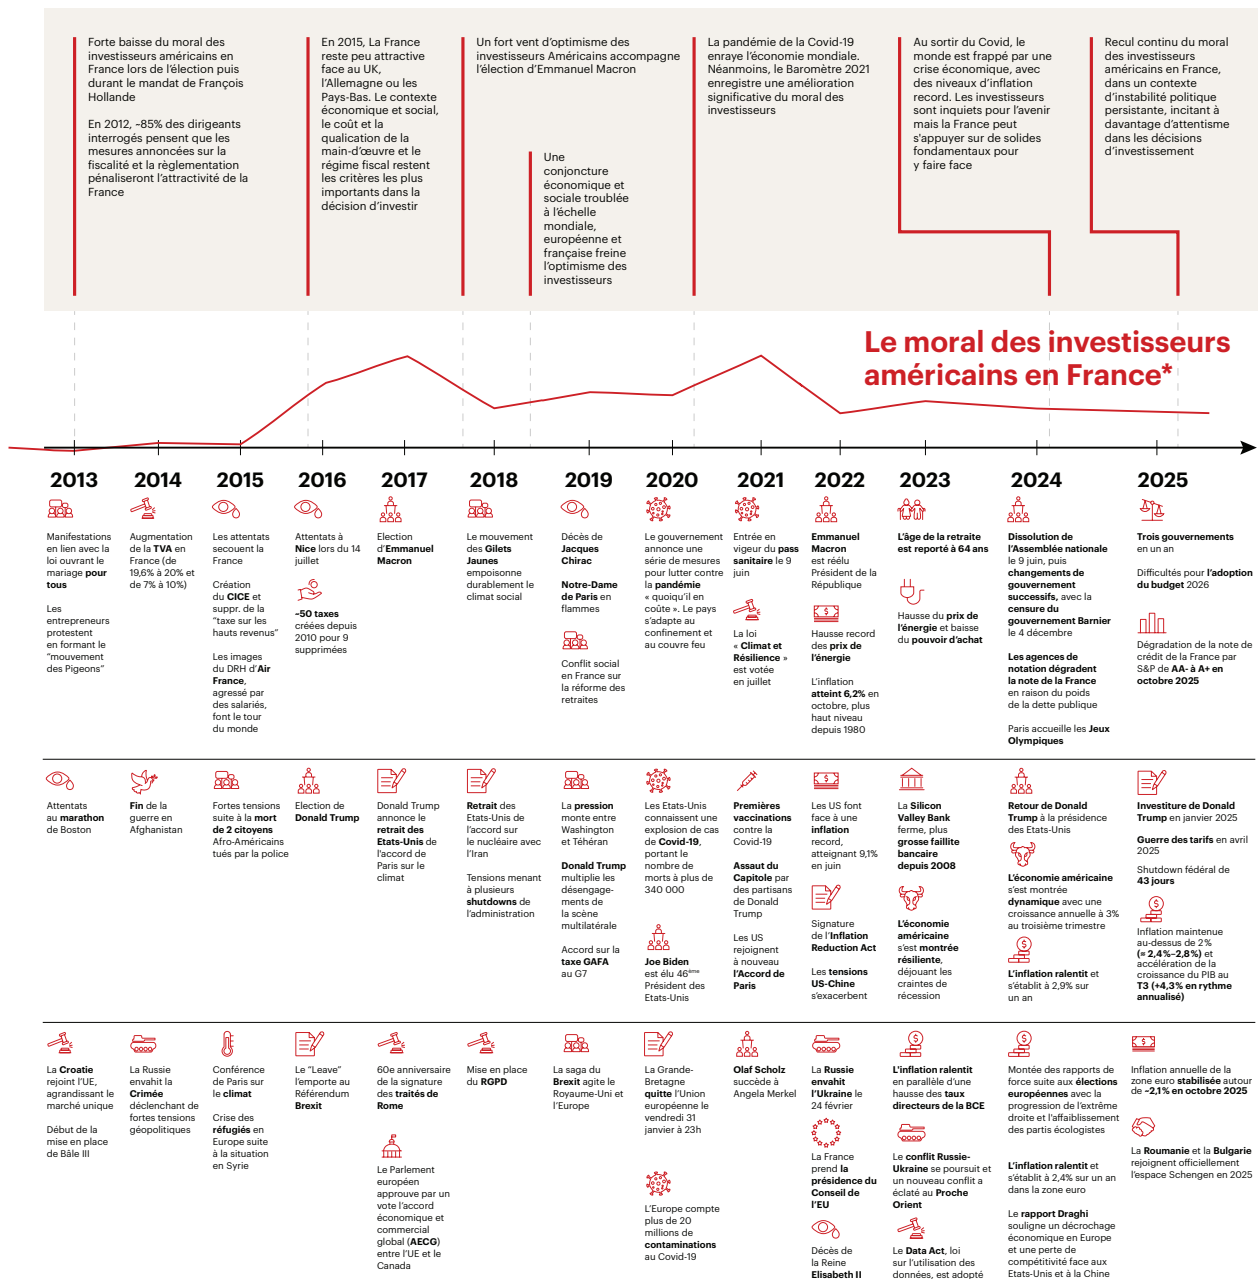 Forte baisse du moral des
investisseurs américains en
France lors de l'élection puis
durant le mandat de François
Hollande
En 2012, ~85% des dirigeants
interrogés pensent que les
mesures annoncées sur la
fiscalité et la règlementation
pénaliseront l'attractivité de la
France
En 2015, La France
reste peu attractive
face au UK,
l'Allemagne ou les
Pays-Bas. Le contexte
économique et social,
le coût et la
qualication de la
main-d'œuvre et le
régime fiscal restent
les critères les plus
importants dans la
décision d'investir
Un fort vent d'optimisme des
investisseurs Américains accompagne
l'élection d'Emmanuel Macron
Une
conjoncture
économique et
sociale troublée
à l'échelle
mondiale,
européenne et
française freine
l'optimisme des
investisseurs
La pandémie de la Covid-19
enraye l'économie mondiale.
Néanmoins, le Baromètre 2021
enregistre une amélioration
significative du moral des
investisseurs
Au sortir du Covid, le
monde est frappé par une
crise économique, avec
des niveaux d'inflation
record. Les investisseurs
sont inquiets pour l'avenir
mais la France peut
s'appuyer sur de solides
fondamentaux pour
y faire face
Recul continu du moral
des investisseurs
américains en France,
dans un contexte
d'instabilité politique
persistante, incitant à
davantage d'attentisme
dans les décisions
d'investissement
Le moral des investisseurs
américains en France*
2013
2014
2015
2016
2017
2018
2019
2020
2021
2022
2023
2024
2025
Manifestations
en lien avec la
loi ouvrant le
mariage pour
tous
Les
entrepreneurs
protestent
en formant le
"mouvement
des Pigeons"
Augmentation
de la TVA en
France (de
19,6% à 20% et
de 7% à 10%)
Les attentats
secouent la
France
Création
du CICE et
suppr. de la
"taxe sur les
hauts revenus"
Les images
du DRH d'Air
France,
agressé par
des salariés,
font le tour
du monde
Attentats à
Nice lors du 14
juillet
~50 taxes
créées depuis
2010 pour 9
supprimées
Election
d'Emmanuel
Macron
Le mouvement
des Gilets
Jaunes
empoisonne
durablement le
climat social
Décès de
Jacques
Chirac
Notre-Dame
de Paris en
flammes
Conflit social
en France sur
la réforme des
retraites
Le gouvernement
annonce une
série de mesures
pour lutter contre
la pandémie
« quoiqu'il en
coûte ». Le pays
s'adapte au
confinement et
au couvre feu
Entrée en
vigueur du pass
sanitaire le 9
juin
La loi
« Climat et
Résilience »
est votée
en juillet
Emmanuel
Macron
est réélu
Président de la
République
Hausse record
des prix de
l'énergie
L'inflation
atteint 6,2% en
octobre, plus
haut niveau
depuis 1980
L'âge de la retraite
est reporté à 64 ans
Hausse du prix de
l'énergie et baisse
du pouvoir d'achat
Dissolution de
l'Assemblée nationale
le 9 juin, puis
changements de
gouvernement
successifs, avec la
censure du
gouvernement Barnier
le 4 décembre
Les agences de
notation dégradent
la note de la France
en raison du poids
de la dette publique
Paris accueille les Jeux
Olympiques
Trois gouvernements
en un an
Difficultés pour l'adoption
du budget 2026
Dégradation de la note de
crédit de la France par
S&P de AA- à A+ en
octobre 2025
Attentats
au marathon
de Boston
Fin de la
guerre en
Afghanistan
Fortes tensions
suite à la mort
de 2 citoyens
Afro-Américains
tués par la police
Election de
Donald Trump
Donald Trump
annonce le
retrait des
Etats-Unis de
l'accord de
Paris sur le
climat
Retrait des
Etats-Unis de
l'accord sur
le nucléaire avec
l'Iran
Tensions menant
à plusieurs
shutdowns de
l'administration
La pression
monte entre
Washington
et Téhéran
Donald Trump
multiplie les
désengage-
ments de
la scène
multilatérale
Accord sur la
taxe GAFA
au G7
Les Etats-Unis
connaissent une
explosion de cas
de Covid-19,
portant le
nombre de
morts à plus de
340 000
Joe Biden
est élu 46ème
Président des
Etats-Unis
Premières
vaccinations
contre la
Covid-19
Assaut du
Capitole par
des partisans
de Donald
Trump
Les US
rejoignent
à nouveau
l'Accord de
Paris
Les US font
face à une
inflation
record,
atteignant 9,1%
en juin
Signature
de l'Inflation
Reduction Act
Les tensions
US-Chine
s'exacerbent
La Silicon
Valley Bank
ferme, plus
grosse faillite
bancaire
depuis 2008
L'économie
américaine
s'est montrée
résiliente,
déjouant les
craintes de
récession
Retour de Donald
Trump à la présidence
des Etats-Unis
L'économie américaine
s'est montrée
dynamique avec une
croissance annuelle à 3%
au troisième trimestre
L'inflation ralentit et
s'établit à 2,9% sur
un an
Investiture de Donald
Trump en janvier 2025
Guerre des tarifs en avril
2025
Shutdown fédéral de
43 jours
Inflation maintenue
au-dessus de 2%
(≈ 2,4%–2,8%) et
accélération de la
croissance du PIB au
T3 (+4,3% en rythme
annualisé)
La Croatie
rejoint l'UE,
agrandissant le
marché unique
Début de la
mise en place
de Bâle III
La Russie
envahit la
Crimée
déclenchant de
fortes tensions
géopolitiques
Conférence
de Paris sur
le climat
Crise des
réfugiés en
Europe suite
à la situation
en Syrie
Le "Leave"
l'emporte au
Référendum
Brexit
60e anniversaire
de la signature
des traités de
Rome
Le Parlement
européen
approuve par un
vote l'accord
économique et
commercial
global (AECG)
entre l'UE et le
Canada
Mise en place
du RGPD
La saga du
Brexit agite le
Royaume-Uni et
l'Europe
La Grande-
Bretagne
quitte l'Union
européenne le
vendredi 31
janvier à 23h
L'Europe compte
plus de 20
millions de
contaminations
au Covid-19
Olaf Scholz
succède à
Angela Merkel
La Russie
envahit
l'Ukraine le
24 février
La France
prend la
présidence du
Conseil de
l'EU
Décès de
la Reine
Elisabeth II
L'inflation ralentit
en parallèle d'une
hausse des taux
directeurs de la BCE
Le conflit Russie-
Ukraine se poursuit et
un nouveau conflit a
éclaté au Proche
Orient
Le Data Act, loi
sur l'utilisation des
données, est adopté
Montée des rapports de
force suite aux élections
européennes avec la
progression de l'extrême
droite et l'affaiblissement
des partis écologistes
L'inflation ralentit et
s'établit à 2,4% sur un an
dans la zone euro
Le rapport Draghi
souligne un décrochage
économique en Europe
et une perte de
compétitivité face aux
Etats-Unis et à la Chine
Inflation annuelle de la
zone euro stabilisée autour
de ~2,1% en octobre 2025
La Roumanie et la Bulgarie
rejoignent officiellement
l'espace Schengen en 2025